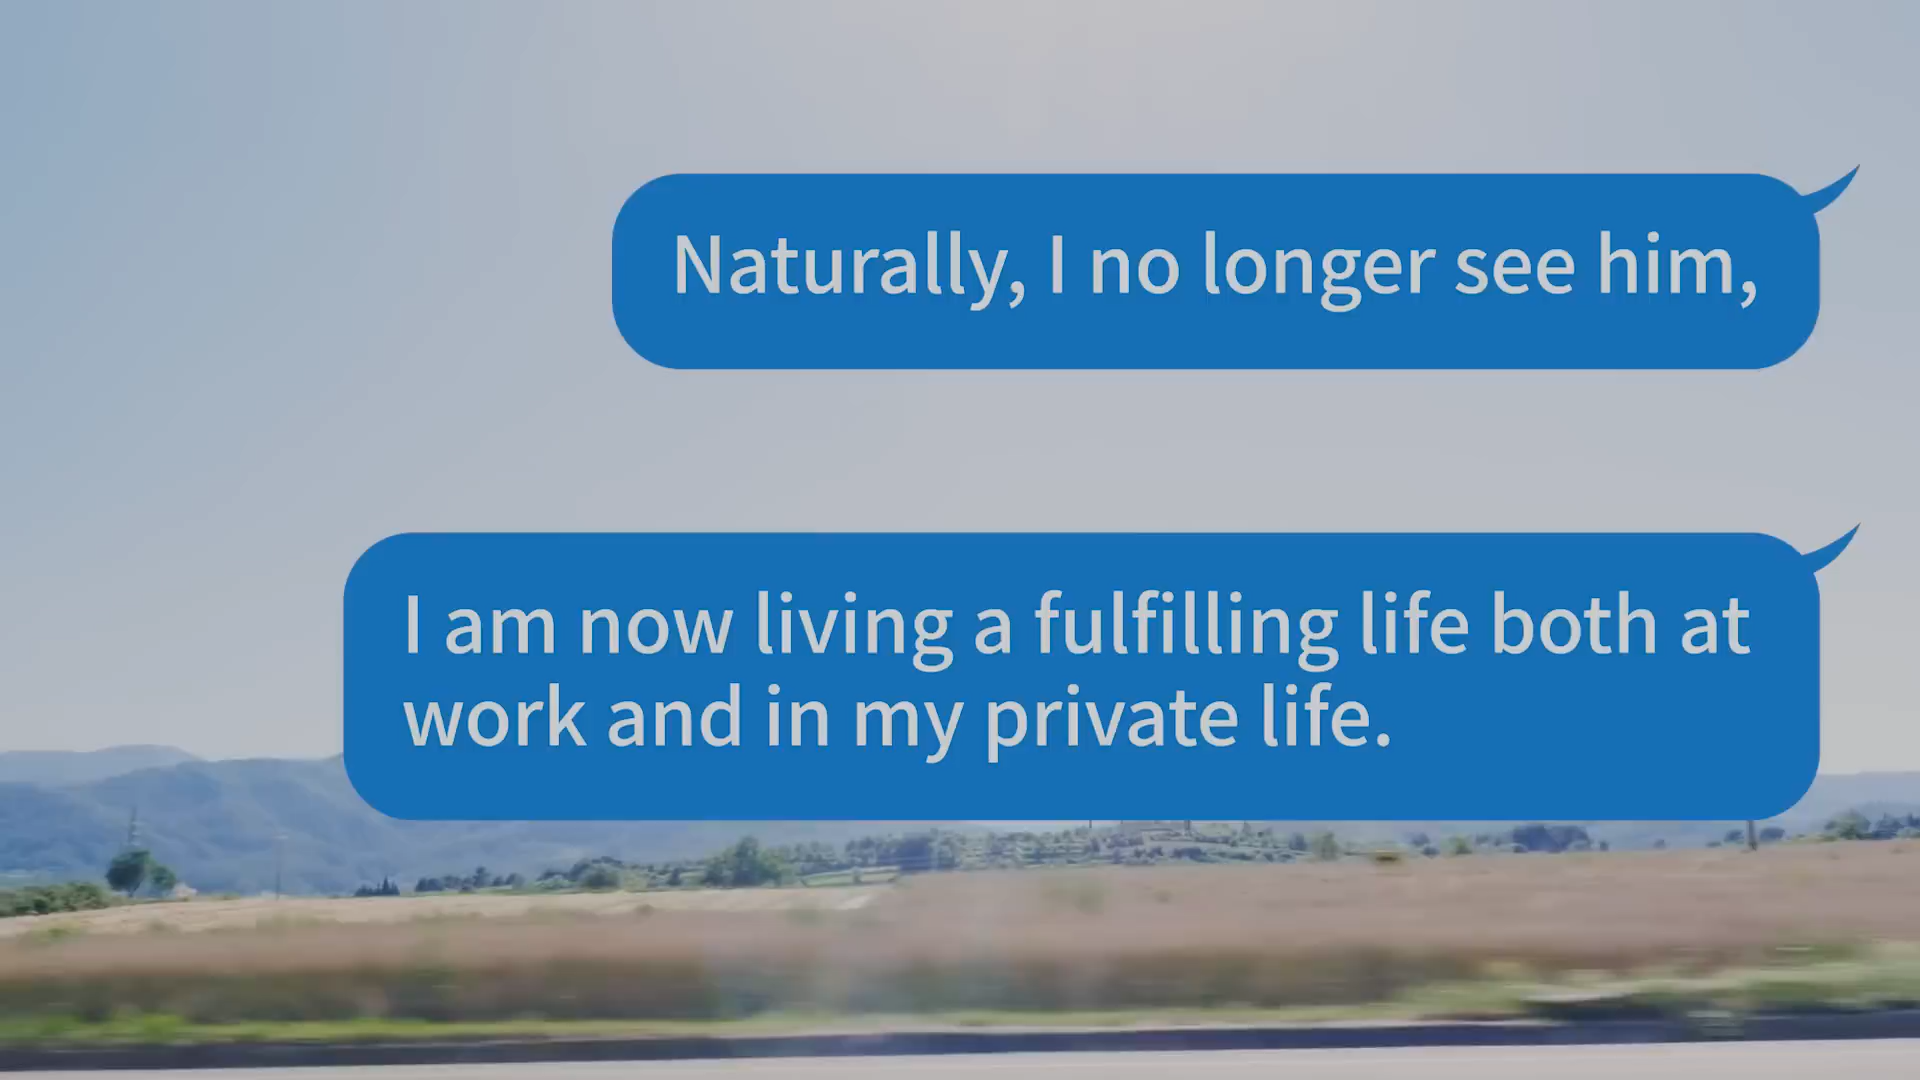 Naturally, I no longer see him,
I am now living a fulfilling life both at
work and in my private life.